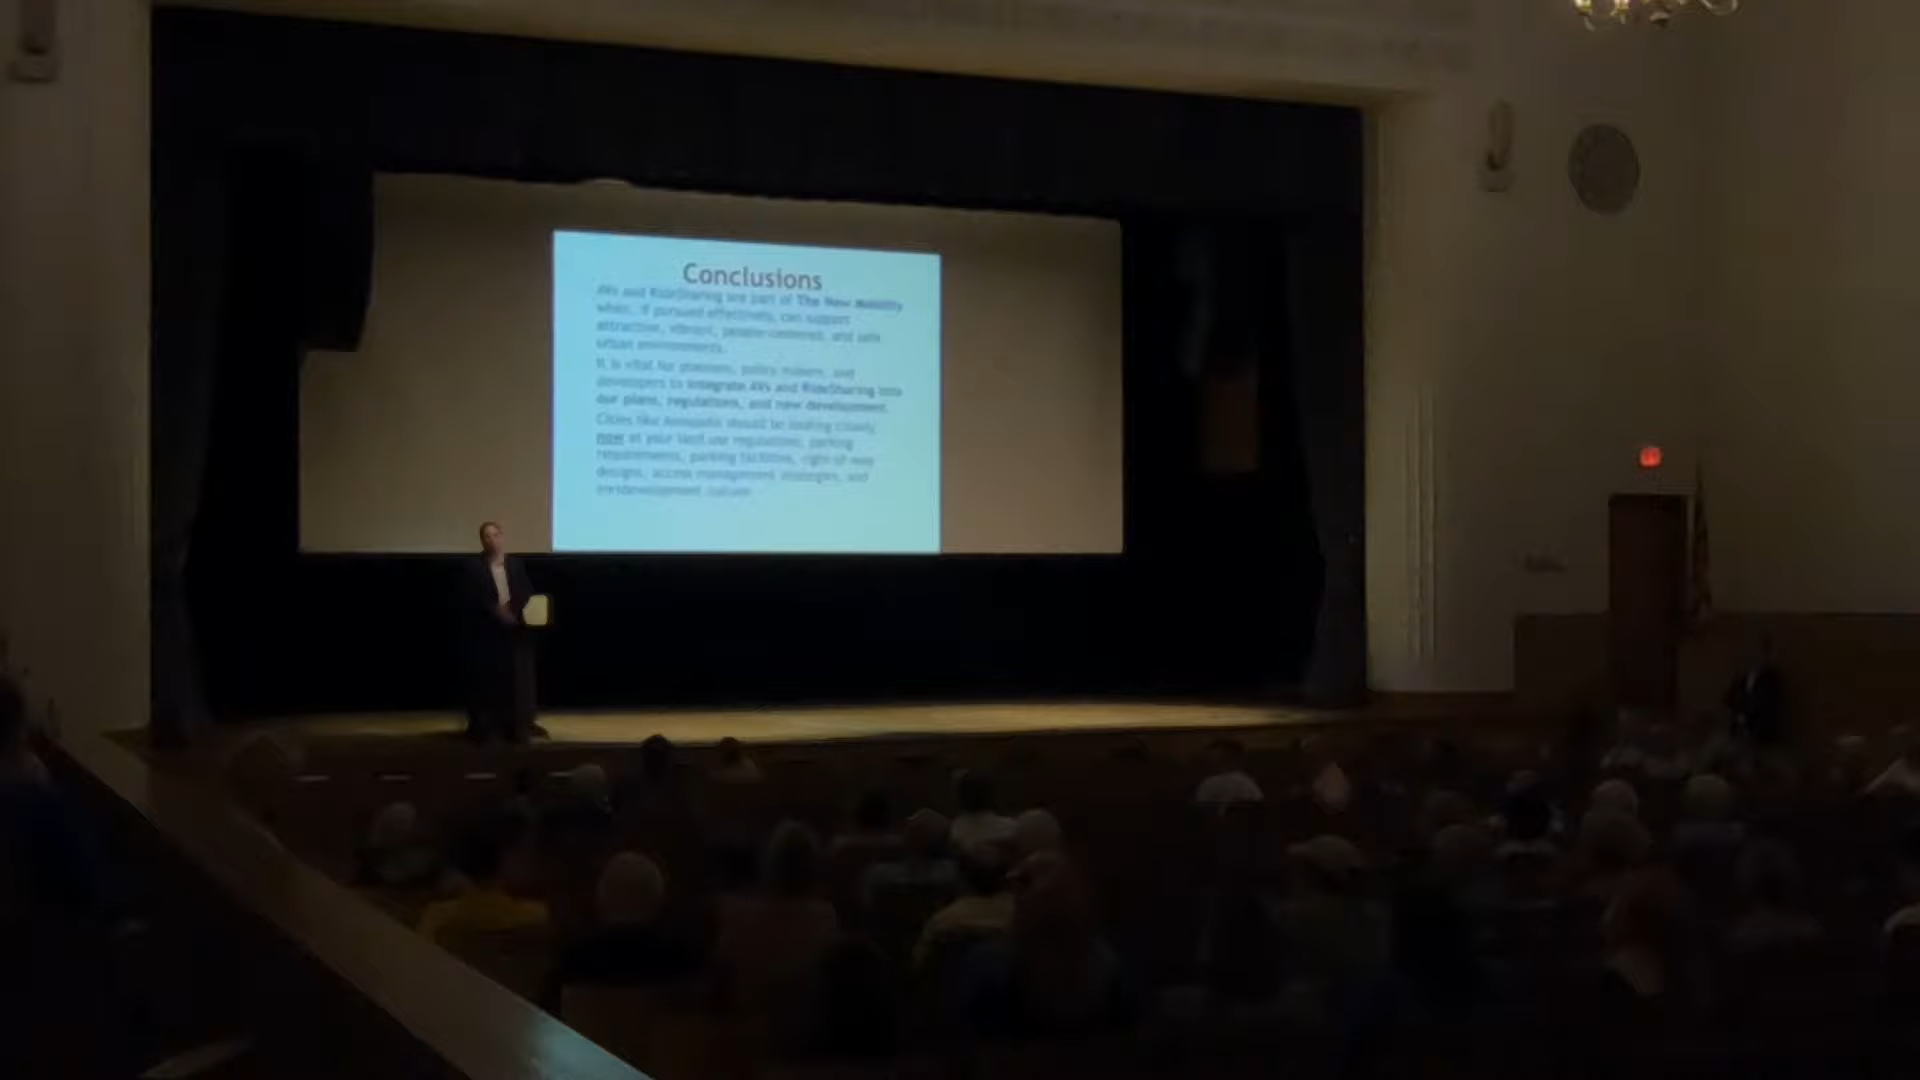 Conclusions
AVs and RideSharing are part of The New Mobility
when, if pursued effectively, can support
attractive, vibrant, people-centered, and safe
urban environments.
It is vital for planners, policy makers, and
developers to integrate AVs and RideSharing into
our plans, regulations, and new development.
Cities like Annapolis should be looking closely
now at your land use regulations, parking
requirements, parking facilities, right-of-way
designs, access management strategies, and